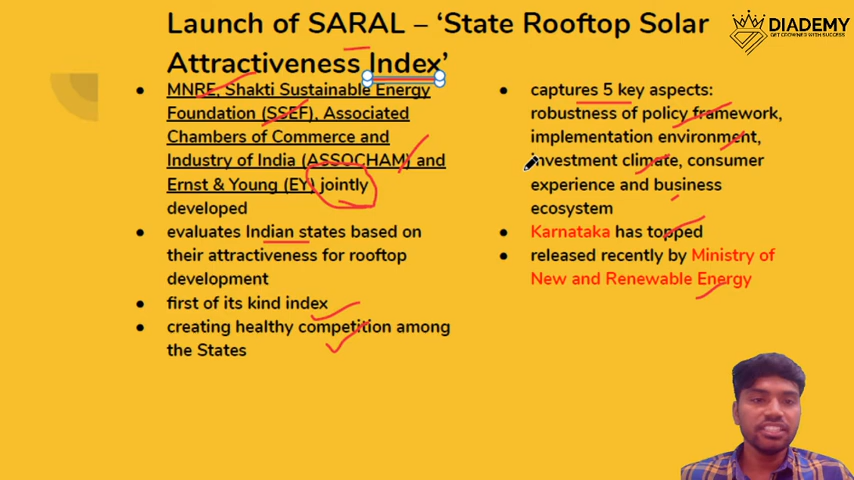 Launch of SARAL – ‘State Rooftop Solar
Attractiveness Index’
DIADEMY
GET CROWNED WITH SUCCESS
● MNRE, Shakti Sustainable Energy
Foundation (SSEF), Associated
Chambers of Commerce and
Industry of India (ASSOCHAM) and
Ernst & Young (EY) jointly
developed
● evaluates Indian states based on
their attractiveness for rooftop
development
● first of its kind index
● creating healthy competition among
the States
● captures 5 key aspects:
robustness of policy framework,
implementation environment,
investment climate, consumer
experience and business
ecosystem
● Karnataka has topped
● released recently by Ministry of
New and Renewable Energy